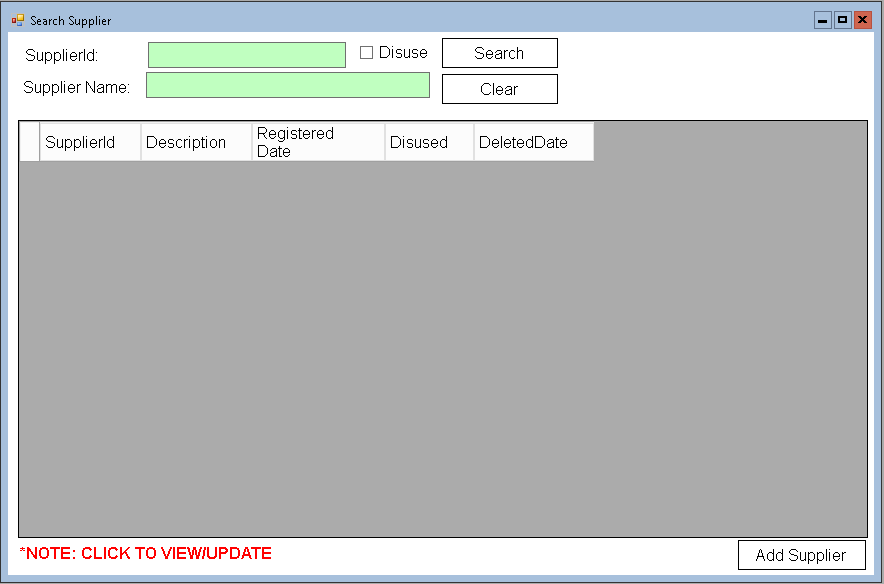 Search Supplier
SupplierId:
Disuse
Search
Supplier Name:
Clear
SupplierId
Description
Registered
Date
Disused
DeletedDate
*NOTE: CLICK TO VIEW/UPDATE
Add Supplier